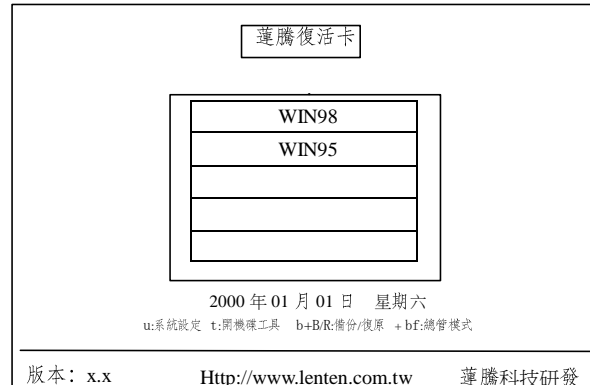 蓮騰復活卡
WIN98
WIN95
2000 年 01 月 01 日 星期六
u:系統設定 t:開機碟工具 b+B/R:備份/復原 + bf:總管模式
版本：x.x Http://www.lenten.com.tw 蓮騰科技研發